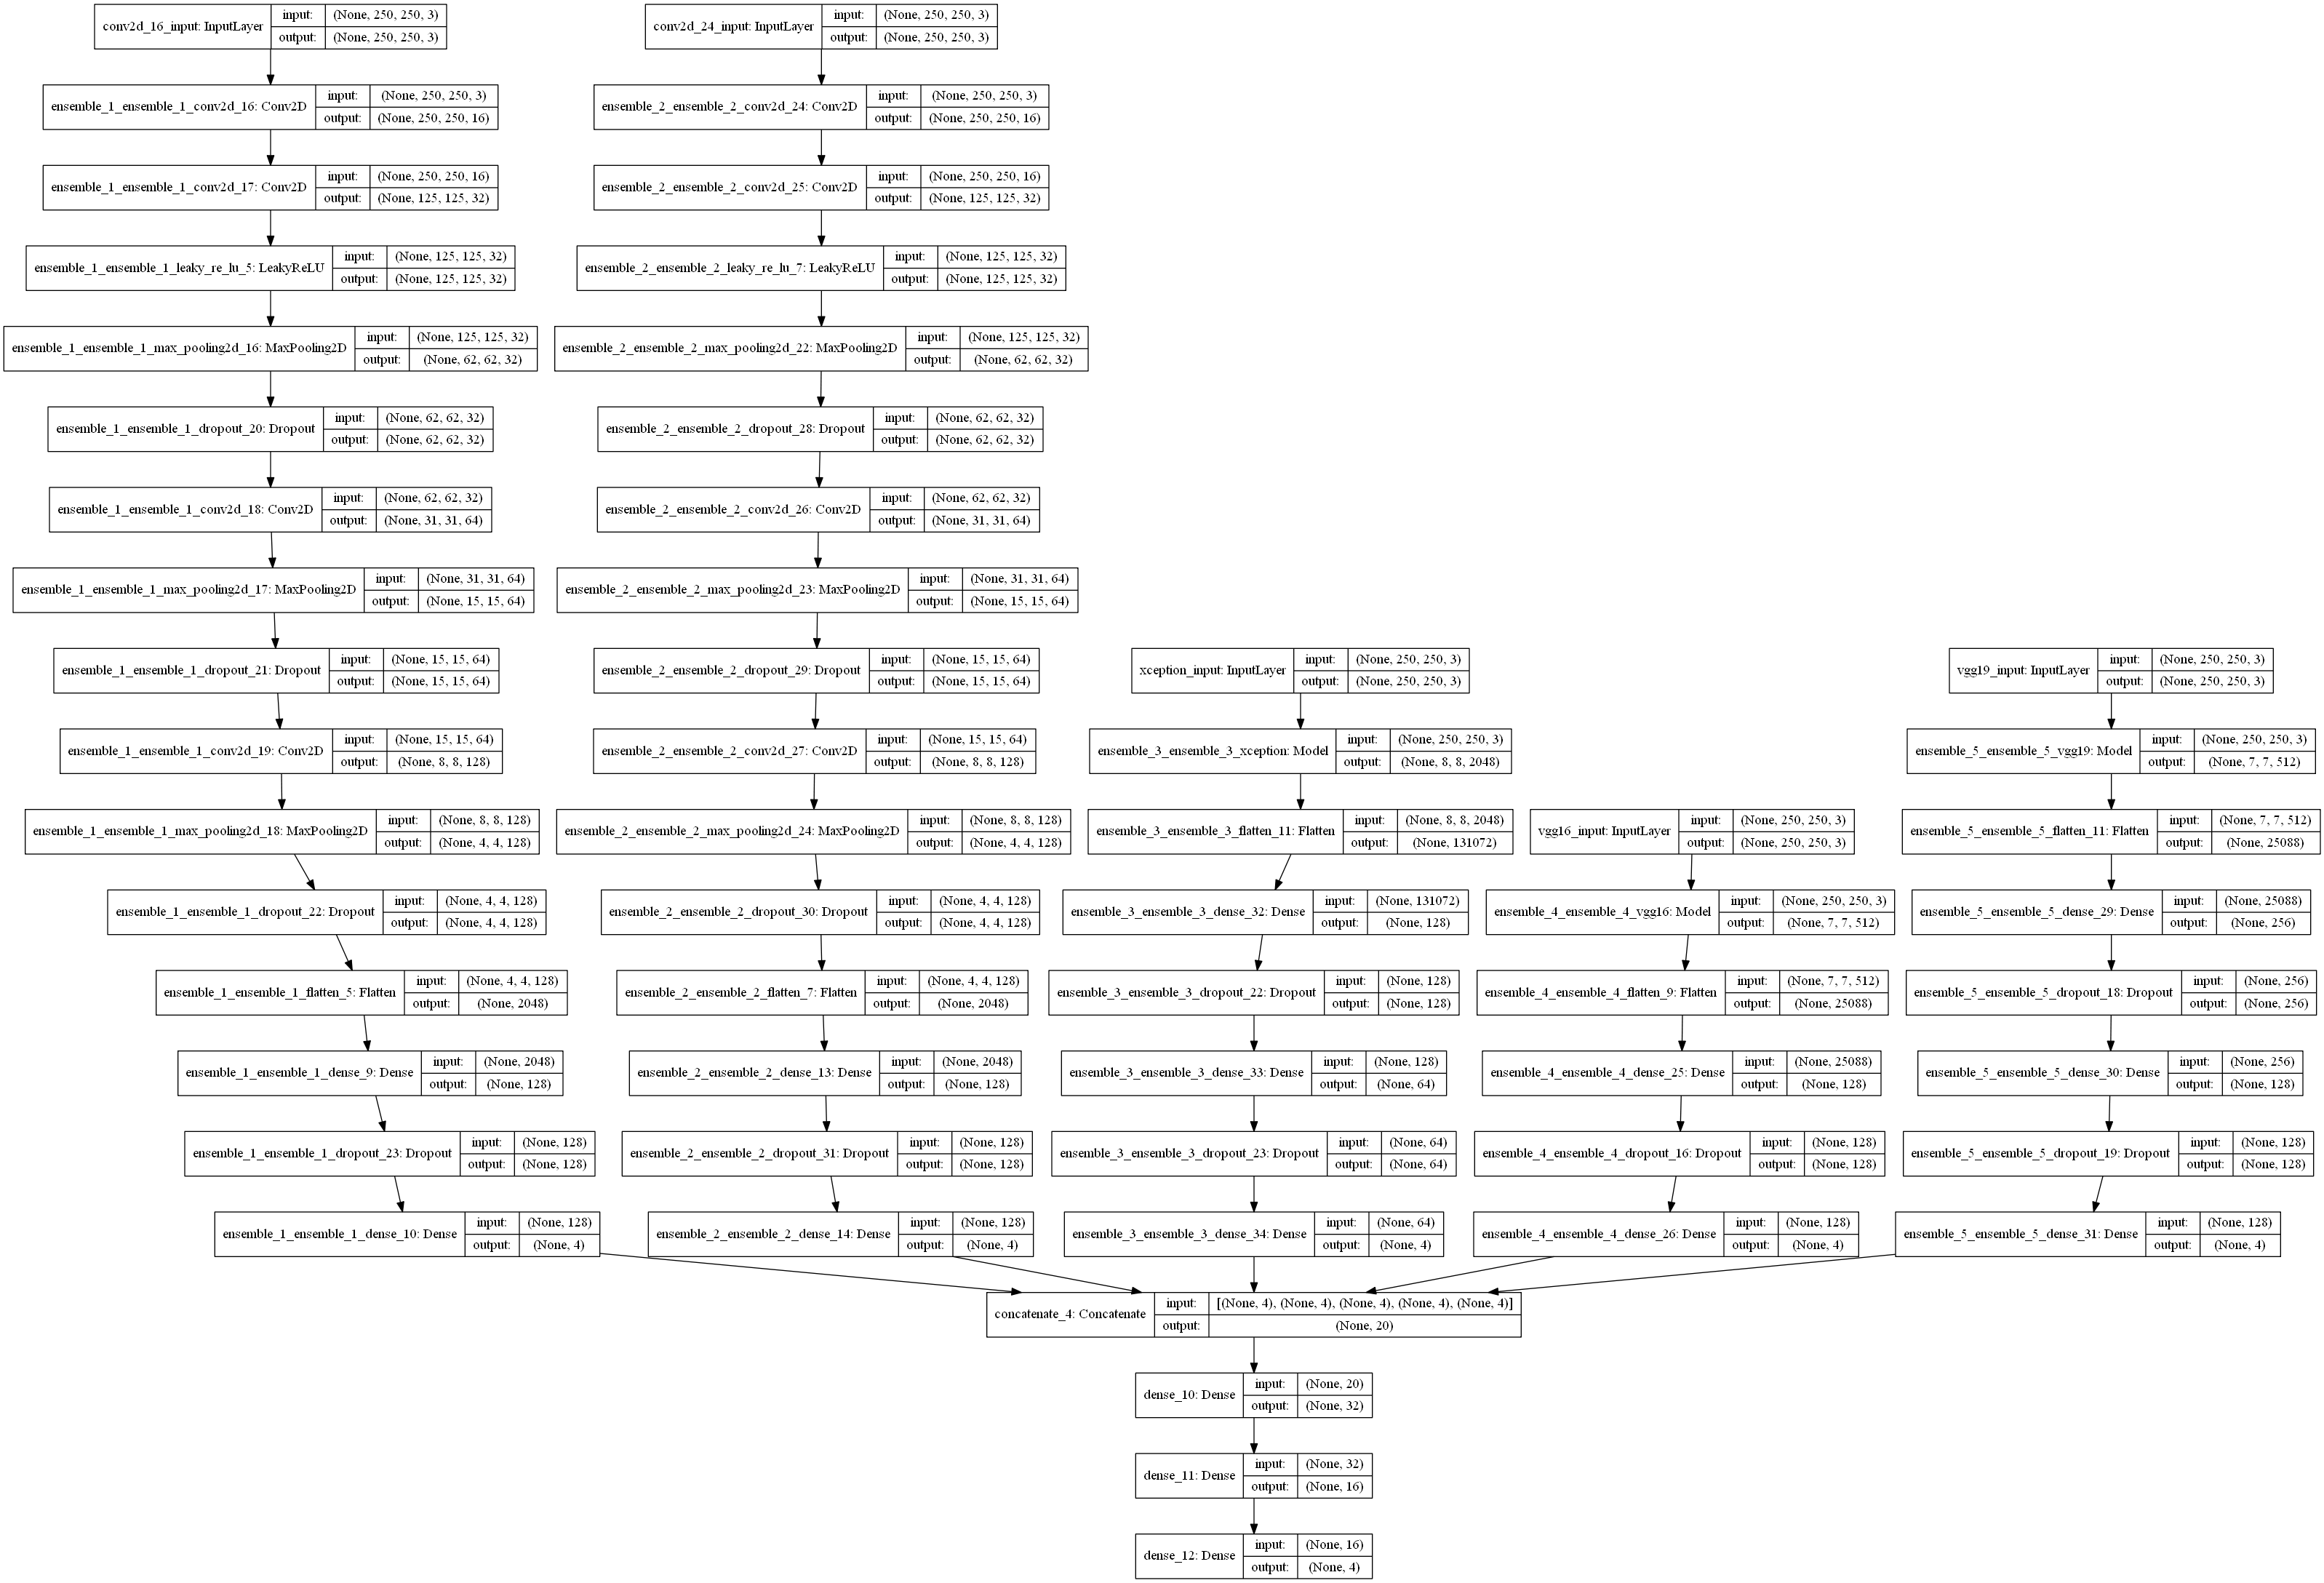 conv2d_16_input: InputLayer
input: (None, 250, 250, 3)
output: (None, 250, 250, 3)
ensemble_1_ensemble_1_conv2d_16: Conv2D
input: (None, 250, 250, 3)
output: (None, 250, 250, 16)
ensemble_1_ensemble_1_conv2d_17: Conv2D
input: (None, 250, 250, 16)
output: (None, 125, 125, 32)
ensemble_1_ensemble_1_leaky_re_lu_5: LeakyReLU
input: (None, 125, 125, 32)
output: (None, 125, 125, 32)
ensemble_1_ensemble_1_max_pooling2d_16: MaxPooling2D
input: (None, 125, 125, 32)
output: (None, 62, 62, 32)
ensemble_1_ensemble_1_dropout_20: Dropout
input: (None, 62, 62, 32)
output: (None, 62, 62, 32)
ensemble_1_ensemble_1_conv2d_18: Conv2D
input: (None, 62, 62, 32)
output: (None, 31, 31, 64)
ensemble_1_ensemble_1_max_pooling2d_17: MaxPooling2D
input: (None, 31, 31, 64)
output: (None, 15, 15, 64)
ensemble_1_ensemble_1_dropout_21: Dropout
input: (None, 15, 15, 64)
output: (None, 15, 15, 64)
ensemble_1_ensemble_1_conv2d_19: Conv2D
input: (None, 15, 15, 64)
output: (None, 8, 8, 128)
ensemble_1_ensemble_1_max_pooling2d_18: MaxPooling2D
input: (None, 8, 8, 128)
output: (None, 4, 4, 128)
ensemble_1_ensemble_1_dropout_22: Dropout
input: (None, 4, 4, 128)
output: (None, 4, 4, 128)
ensemble_1_ensemble_1_flatten_5: Flatten
input: (None, 4, 4, 128)
output: (None, 2048)
ensemble_1_ensemble_1_dense_9: Dense
input: (None, 2048)
output: (None, 128)
ensemble_1_ensemble_1_dropout_23: Dropout
input: (None, 128)
output: (None, 128)
ensemble_1_ensemble_1_dense_10: Dense
input: (None, 128)
output: (None, 4)
conv2d_24_input: InputLayer
input: (None, 250, 250, 3)
output: (None, 250, 250, 3)
ensemble_2_ensemble_2_conv2d_24: Conv2D
input: (None, 250, 250, 3)
output: (None, 250, 250, 16)
ensemble_2_ensemble_2_conv2d_25: Conv2D
input: (None, 250, 250, 16)
output: (None, 125, 125, 32)
ensemble_2_ensemble_2_leaky_re_lu_7: LeakyReLU
input: (None, 125, 125, 32)
output: (None, 125, 125, 32)
ensemble_2_ensemble_2_max_pooling2d_22: MaxPooling2D
input: (None, 125, 125, 32)
output: (None, 62, 62, 32)
ensemble_2_ensemble_2_dropout_28: Dropout
input: (None, 62, 62, 32)
output: (None, 62, 62, 32)
ensemble_2_ensemble_2_conv2d_26: Conv2D
input: (None, 62, 62, 32)
output: (None, 31, 31, 64)
ensemble_2_ensemble_2_max_pooling2d_23: MaxPooling2D
input: (None, 31, 31, 64)
output: (None, 15, 15, 64)
ensemble_2_ensemble_2_dropout_29: Dropout
input: (None, 15, 15, 64)
output: (None, 15, 15, 64)
ensemble_2_ensemble_2_conv2d_27: Conv2D
input: (None, 15, 15, 64)
output: (None, 8, 8, 128)
ensemble_2_ensemble_2_max_pooling2d_24: MaxPooling2D
input: (None, 8, 8, 128)
output: (None, 4, 4, 128)
ensemble_2_ensemble_2_dropout_30: Dropout
input: (None, 4, 4, 128)
output: (None, 4, 4, 128)
ensemble_2_ensemble_2_flatten_7: Flatten
input: (None, 4, 4, 128)
output: (None, 2048)
ensemble_2_ensemble_2_dense_13: Dense
input: (None, 2048)
output: (None, 128)
ensemble_2_ensemble_2_dropout_31: Dropout
input: (None, 128)
output: (None, 128)
ensemble_2_ensemble_2_dense_14: Dense
input: (None, 128)
output: (None, 4)
xception_input: InputLayer
input: (None, 250, 250, 3)
output: (None, 250, 250, 3)
ensemble_3_ensemble_3_xception: Model
input: (None, 250, 250, 3)
output: (None, 8, 8, 2048)
ensemble_3_ensemble_3_flatten_11: Flatten
input: (None, 8, 8, 2048)
output: (None, 131072)
ensemble_3_ensemble_3_dense_32: Dense
input: (None, 131072)
output: (None, 128)
ensemble_3_ensemble_3_dropout_22: Dropout
input: (None, 128)
output: (None, 128)
ensemble_3_ensemble_3_dense_33: Dense
input: (None, 128)
output: (None, 64)
ensemble_3_ensemble_3_dropout_23: Dropout
input: (None, 64)
output: (None, 64)
ensemble_3_ensemble_3_dense_34: Dense
input: (None, 64)
output: (None, 4)
vgg16_input: InputLayer
input: (None, 250, 250, 3)
output: (None, 250, 250, 3)
ensemble_4_ensemble_4_vgg16: Model
input: (None, 250, 250, 3)
output: (None, 7, 7, 512)
ensemble_4_ensemble_4_flatten_9: Flatten
input: (None, 7, 7, 512)
output: (None, 25088)
ensemble_4_ensemble_4_dense_25: Dense
input: (None, 25088)
output: (None, 128)
ensemble_4_ensemble_4_dropout_16: Dropout
input: (None, 128)
output: (None, 128)
ensemble_4_ensemble_4_dense_26: Dense
input: (None, 128)
output: (None, 4)
vgg19_input: InputLayer
input: (None, 250, 250, 3)
output: (None, 250, 250, 3)
ensemble_5_ensemble_5_vgg19: Model
input: (None, 250, 250, 3)
output: (None, 7, 7, 512)
ensemble_5_ensemble_5_flatten_11: Flatten
input: (None, 7, 7, 512)
output: (None, 25088)
ensemble_5_ensemble_5_dense_29: Dense
input: (None, 25088)
output: (None, 256)
ensemble_5_ensemble_5_dropout_18: Dropout
input: (None, 256)
output: (None, 256)
ensemble_5_ensemble_5_dense_30: Dense
input: (None, 256)
output: (None, 128)
ensemble_5_ensemble_5_dropout_19: Dropout
input: (None, 128)
output: (None, 128)
ensemble_5_ensemble_5_dense_31: Dense
input: (None, 128)
output: (None, 4)
concatenate_4: Concatenate
input: [(None, 4), (None, 4), (None, 4), (None, 4), (None, 4)]
output: (None, 20)
dense_10: Dense
input: (None, 20)
output: (None, 32)
dense_11: Dense
input: (None, 32)
output: (None, 16)
dense_12: Dense
input: (None, 16)
output: (None, 4)